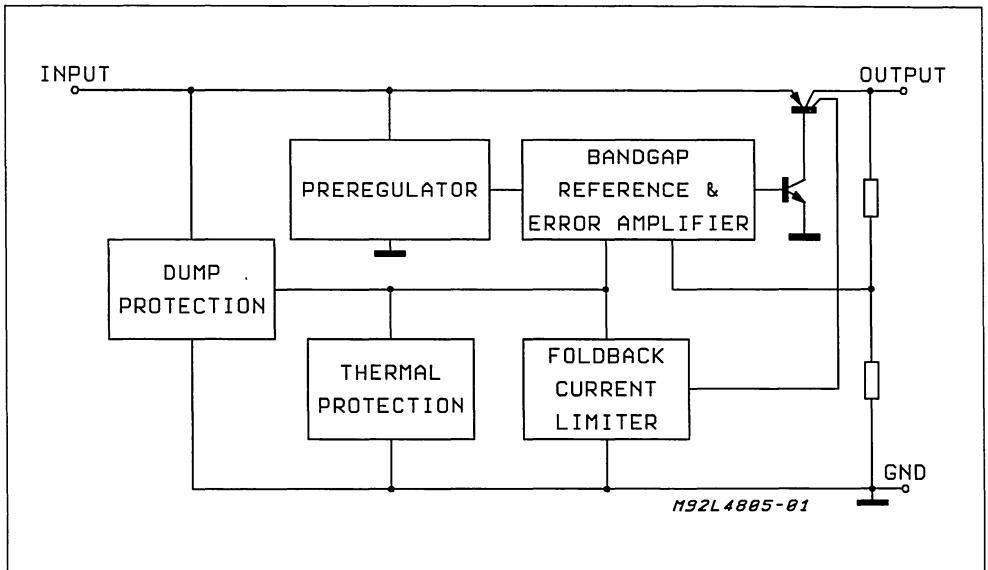 INPUT
OUTPUT
PREREGULATOR
BANDGAP
REFERENCE &
ERROR AMPLIFIER
DUMP
PROTECTION
THERMAL
PROTECTION
FOLDBACK
CURRENT
LIMITER
GND
M92L4805-01